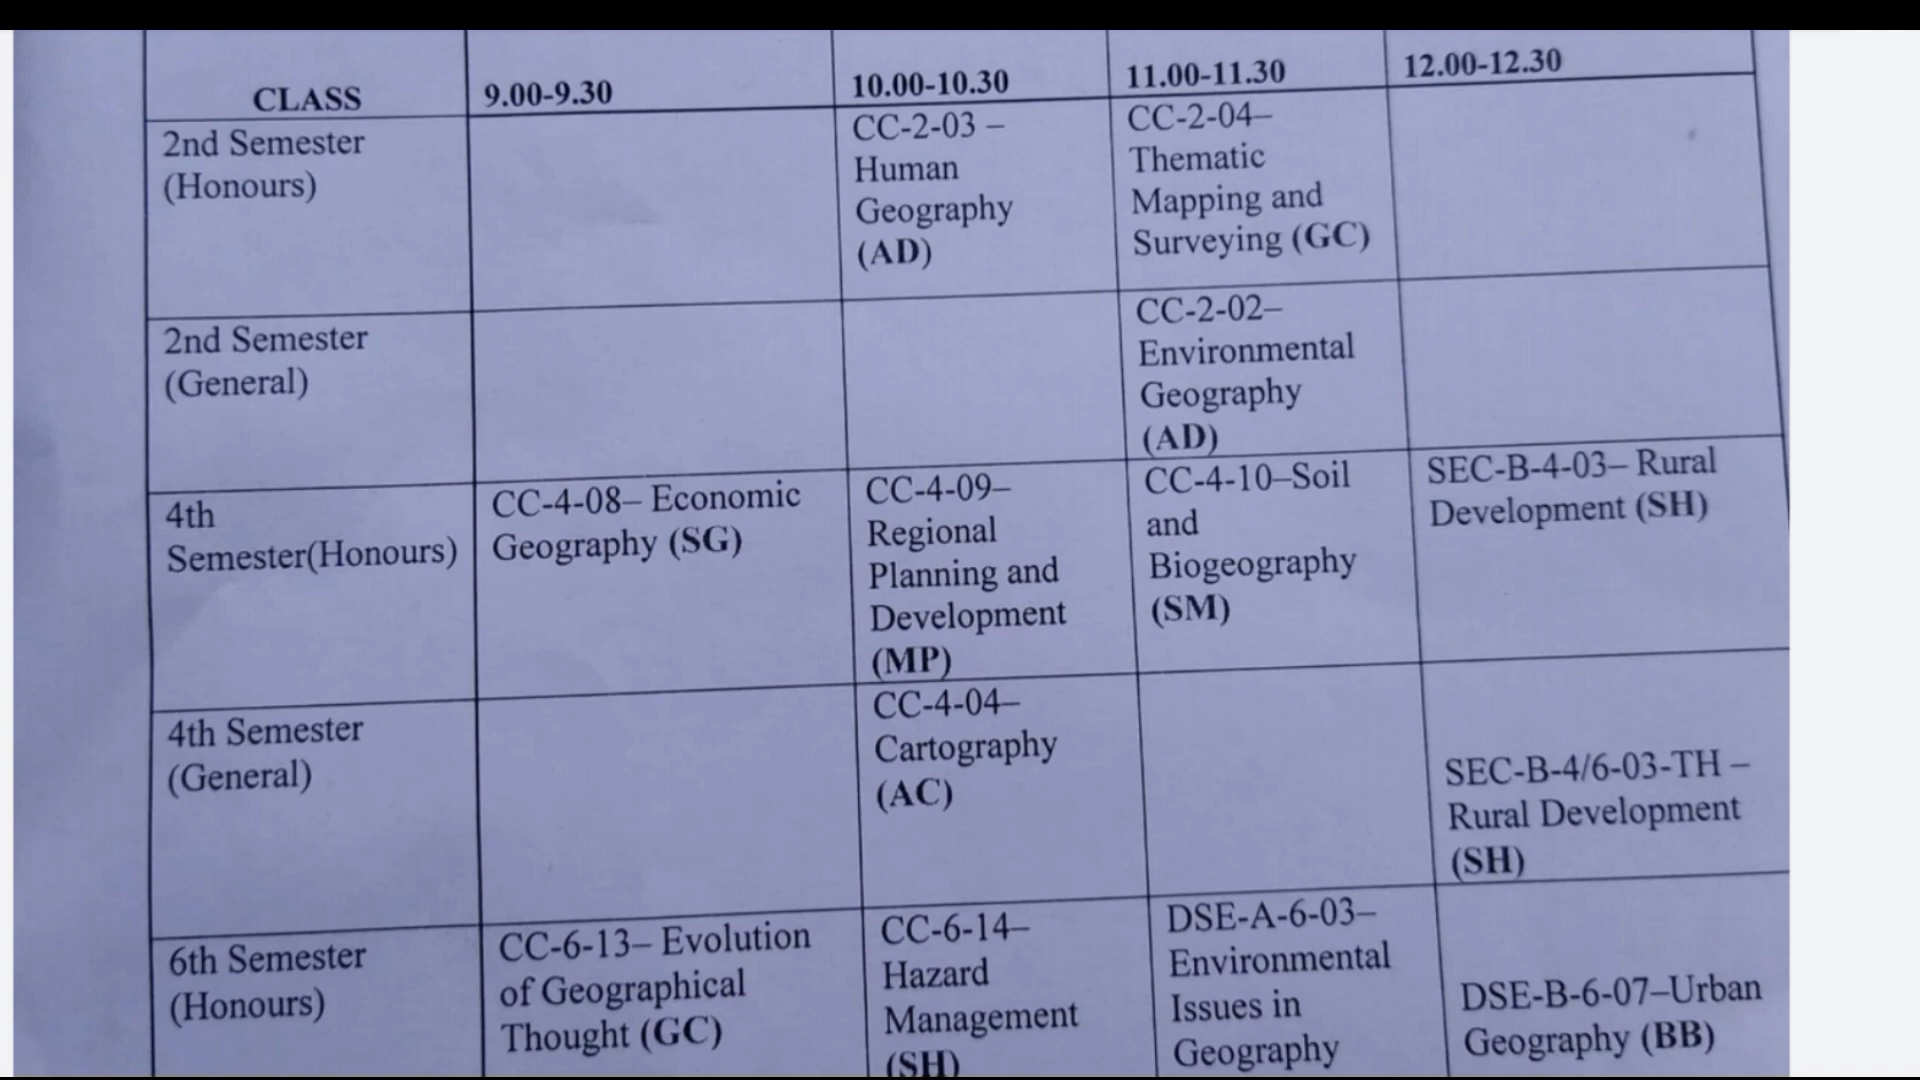 CLASS 9.00-9.30 10.00-10.30 11.00-11.30 12.00-12.30
2nd Semester
(Honours)
CC-2-03 –
Human
Geography
(AD)
CC-2-04–
Thematic
Mapping and
Surveying (GC)
2nd Semester
(General)
CC-2-02–
Environmental
Geography
(AD)
4th
Semester(Honours)
CC-4-08– Economic
Geography (SG)
CC-4-09–
Regional
Planning and
Development
(MP)
CC-4-10–Soil
and
Biogeography
(SM)
SEC-B-4-03– Rural
Development (SH)
4th Semester
(General)
CC-4-04–
Cartography
(AC)
SEC-B-4/6-03-TH –
Rural Development
(SH)
6th Semester
(Honours)
CC-6-13– Evolution
of Geographical
Thought (GC)
CC-6-14–
Hazard
Management
(SH)
DSE-A-6-03–
Environmental
Issues in
Geography
DSE-B-6-07–Urban
Geography (BB)